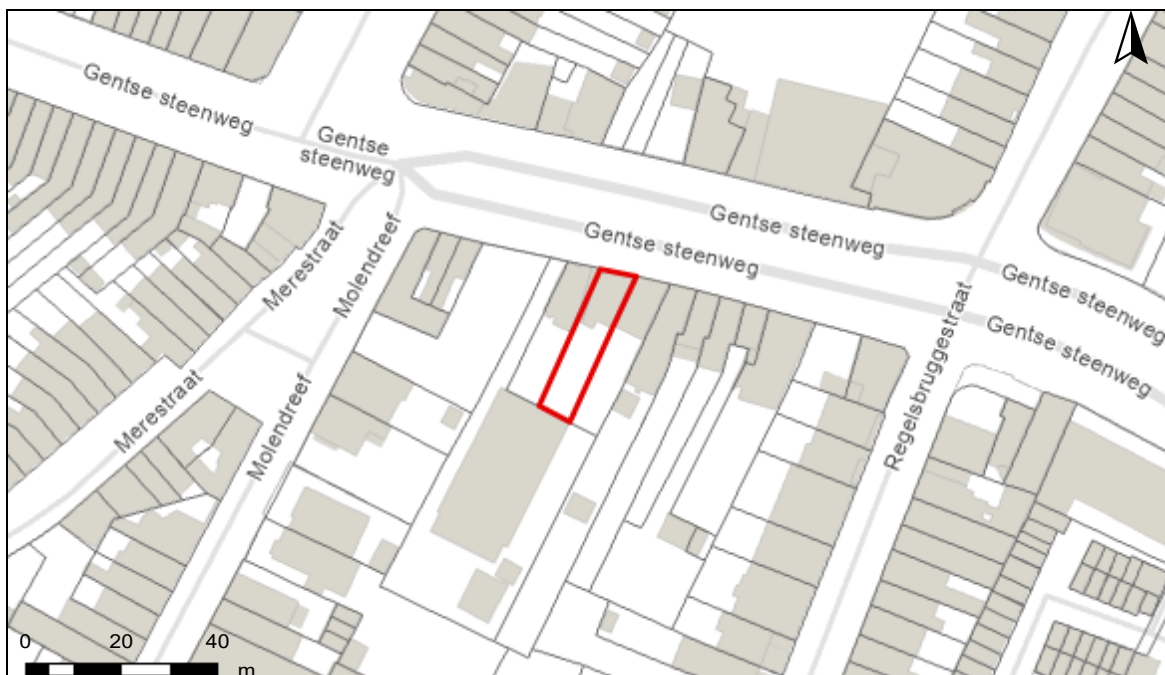 Gentse steenweg
Gentse
steenweg
Gentse steenweg
Gentse steenweg
Gentse steenweg
Gentse steenweg
Merestraat
Molendreef
Regelsbruggestraat
Merestraat
Molendreef
0 20 40
m